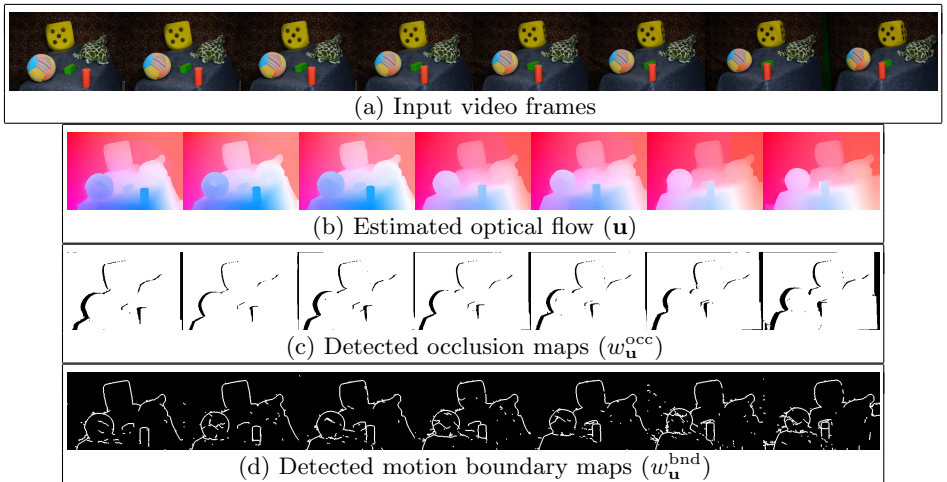 (a) Input video frames
(b) Estimated optical flow (𝐮)
(c) Detected occlusion maps (w_𝐮^occ)
(d) Detected motion boundary maps (w_𝐮^bnd)